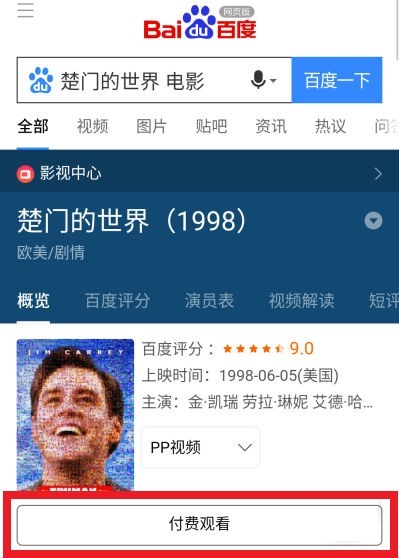 Bai du 百度 网页版
楚门的世界 电影 百度一下
全部 视频 图片 贴吧 资讯 热议 问答
影视中心
楚门的世界（1998）
欧美/剧情
概览 百度评分 演员表 视频解读 短评
JIM CARREY
百度评分： 9.0
上映时间：1998-06-05(美国)
主演：金·凯瑞 劳拉·琳妮 艾德·哈...
PP视频
TRUMAN
付费观看